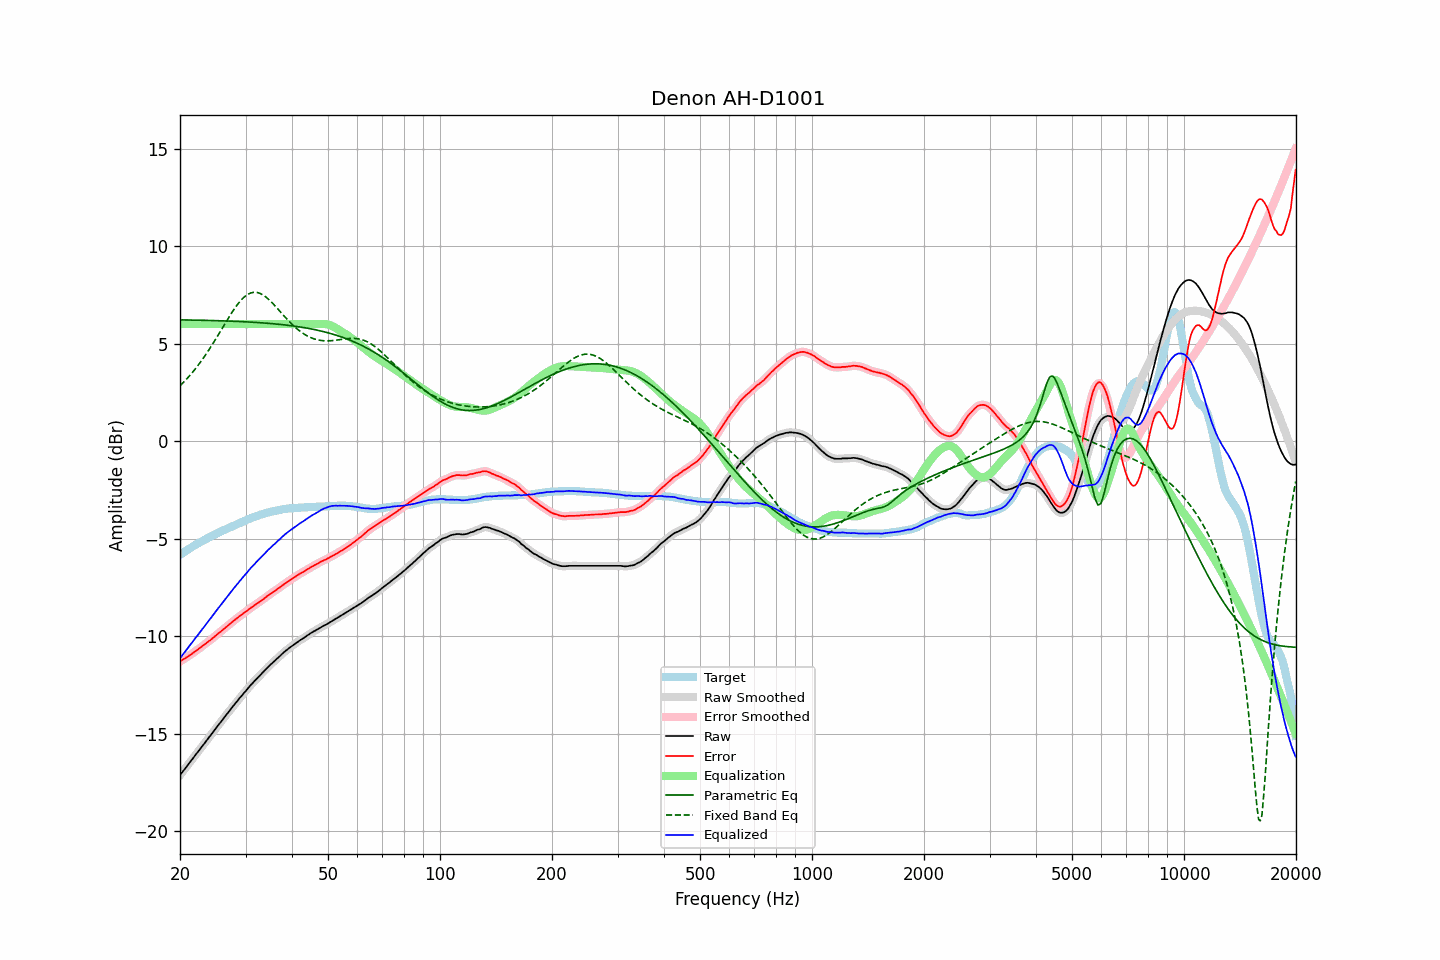 Denon AH-D1001
Amplitude (dBr)
15
10
5
0
−5
−10
−15
−20
20
50
100
200
500
1000
2000
5000
10000
20000
Frequency (Hz)
Target
Raw Smoothed
Error Smoothed
Raw
Error
Equalization
Parametric Eq
Fixed Band Eq
Equalized